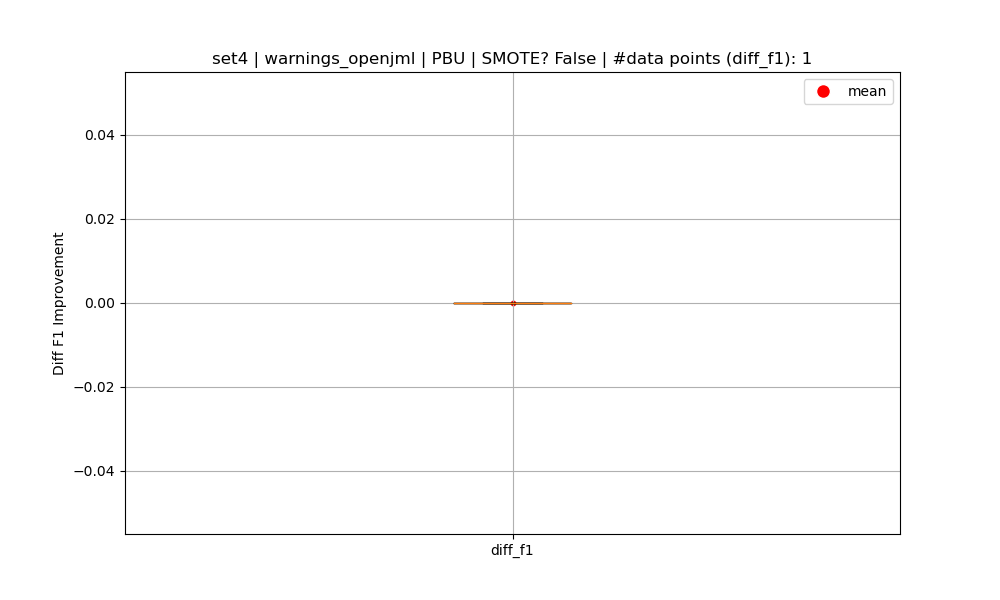 set4 | warnings_openjml | PBU | SMOTE? False | #data points (diff_f1): 1
mean
Diff F1 Improvement
0.04
0.02
0.00
−0.02
−0.04
diff_f1